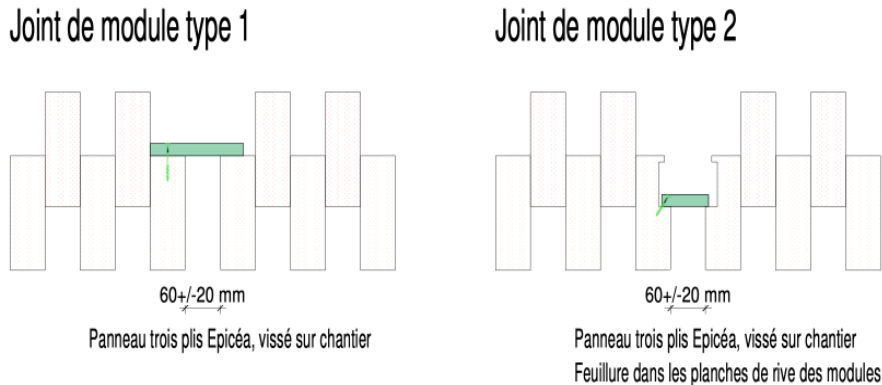 Joint de module type 1
Joint de module type 2
60+/-20 mm
60+/-20 mm
Panneau trois plis Epicéa, vissé sur chantier
Panneau trois plis Epicéa, vissé sur chantier
Feuillure dans les planches de rive des modules